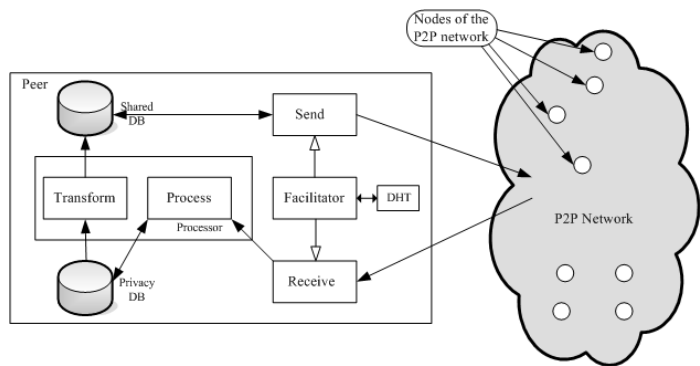 Nodes of the
P2P network
Peer
Shared
DB
Send
Transform
Process
Facilitator
DHT
Processor
P2P Network
Privacy
DB
Receive